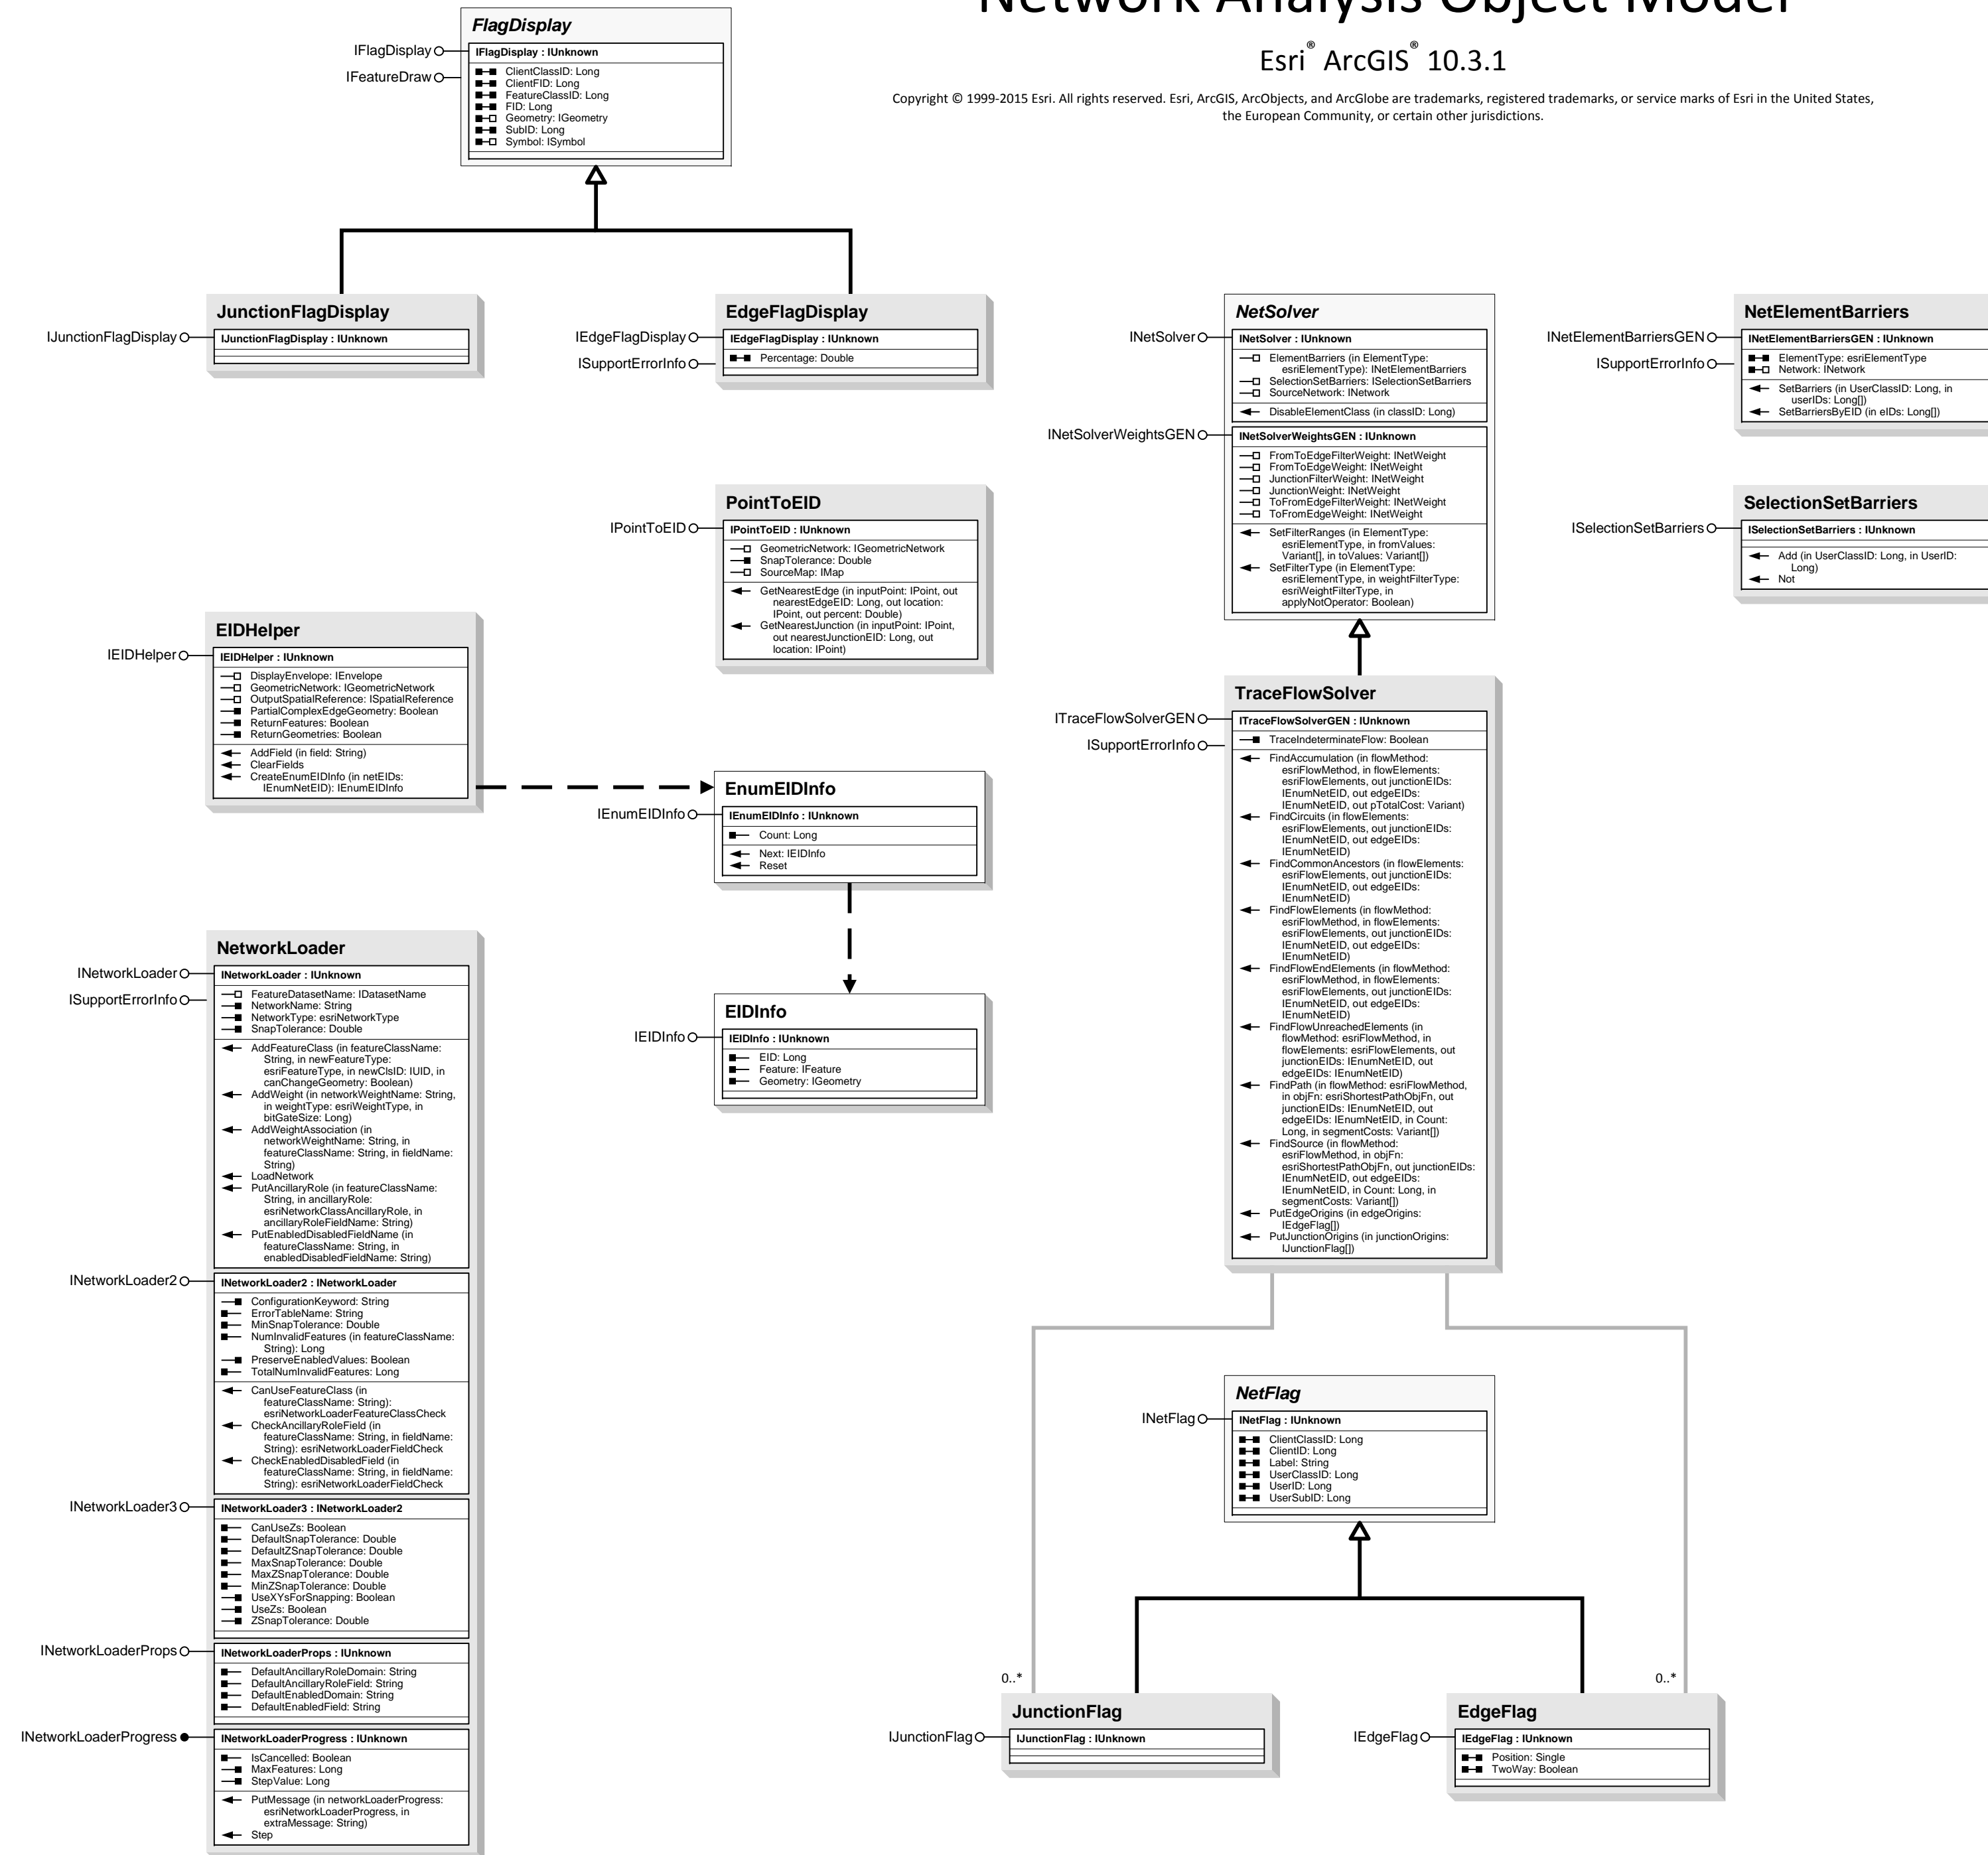 Network Analysis Object Model
Esri® ArcGIS® 10.3.1
Copyright © 1999-2015 Esri. All rights reserved. Esri, ArcGIS, ArcObjects, and ArcGlobe are trademarks, registered trademarks, or service marks of Esri in the United States,
the European Community, or certain other jurisdictions.
FlagDisplay
IFlagDisplay
IFeatureDraw
IFlagDisplay : IUnknown
ClientClassID: Long
ClientFID: Long
FeatureClassID: Long
FID: Long
Geometry: IGeometry
SubID: Long
Symbol: ISymbol
JunctionFlagDisplay
IJunctionFlagDisplay
IJunctionFlagDisplay : IUnknown
EdgeFlagDisplay
IEdgeFlagDisplay
ISupportErrorInfo
IEdgeFlagDisplay : IUnknown
Percentage: Double
NetSolver
INetSolver
INetSolver : IUnknown
ElementBarriers (in ElementType:
esriElementType): INetElementBarriers
SelectionSetBarriers: ISelectionSetBarriers
SourceNetwork: INetwork
DisableElementClass (in classID: Long)
INetSolverWeightsGEN
INetSolverWeightsGEN : IUnknown
FromToEdgeFilterWeight: INetWeight
FromToEdgeWeight: INetWeight
JunctionFilterWeight: INetWeight
JunctionWeight: INetWeight
ToFromEdgeFilterWeight: INetWeight
ToFromEdgeWeight: INetWeight
SetFilterRanges (in ElementType:
esriElementType, in fromValues:
Variant[], in toValues: Variant[])
SetFilterType (in ElementType:
esriElementType, in weightFilterType:
esriWeightFilterType, in
applyNotOperator: Boolean)
NetElementBarriers
INetElementBarriersGEN
ISupportErrorInfo
INetElementBarriersGEN : IUnknown
ElementType: esriElementType
Network: INetwork
SetBarriers (in UserClassID: Long, in
userIDs: Long[])
SetBarriersByEID (in eIDs: Long[])
SelectionSetBarriers
ISelectionSetBarriers
ISelectionSetBarriers : IUnknown
Add (in UserClassID: Long, in UserID:
Long)
Not
PointToEID
IPointToEID
IPointToEID : IUnknown
GeometricNetwork: IGeometricNetwork
SnapTolerance: Double
SourceMap: IMap
GetNearestEdge (in inputPoint: IPoint, out
nearestEdgeEID: Long, out location:
IPoint, out percent: Double)
GetNearestJunction (in inputPoint: IPoint,
out nearestJunctionEID: Long, out
location: IPoint)
EIDHelper
IEIDHelper
IEIDHelper : IUnknown
DisplayEnvelope: IEnvelope
GeometricNetwork: IGeometricNetwork
OutputSpatialReference: ISpatialReference
PartialComplexEdgeGeometry: Boolean
ReturnFeatures: Boolean
ReturnGeometries: Boolean
AddField (in field: String)
ClearFields
CreateEnumEIDInfo (in netEIDs:
IEnumNetEID): IEnumEIDInfo
EnumEIDInfo
IEnumEIDInfo
IEnumEIDInfo : IUnknown
Count: Long
Next: IEIDInfo
Reset
EIDInfo
IEIDInfo
IEIDInfo : IUnknown
EID: Long
Feature: IFeature
Geometry: IGeometry
TraceFlowSolver
ITraceFlowSolverGEN
ISupportErrorInfo
ITraceFlowSolverGEN : IUnknown
TraceIndeterminateFlow: Boolean
FindAccumulation (in flowMethod:
esriFlowMethod, in flowElements:
esriFlowElements, out junctionEIDs:
IEnumNetEID, out edgeEIDs:
IEnumNetEID, out pTotalCost: Variant)
FindCircuits (in flowElements:
esriFlowElements, out junctionEIDs:
IEnumNetEID, out edgeEIDs:
IEnumNetEID)
FindCommonAncestors (in flowElements:
esriFlowElements, out junctionEIDs:
IEnumNetEID, out edgeEIDs:
IEnumNetEID)
FindFlowElements (in flowMethod:
esriFlowMethod, in flowElements:
esriFlowElements, out junctionEIDs:
IEnumNetEID, out edgeEIDs:
IEnumNetEID)
FindFlowEndElements (in flowMethod:
esriFlowMethod, in flowElements:
esriFlowElements, out junctionEIDs:
IEnumNetEID, out edgeEIDs:
IEnumNetEID)
FindFlowUnreachedElements (in
flowMethod: esriFlowMethod, in
flowElements: esriFlowElements, out
junctionEIDs: IEnumNetEID, out
edgeEIDs: IEnumNetEID)
FindPath (in flowMethod: esriFlowMethod,
in objFn: esriShortestPathObjFn, out
junctionEIDs: IEnumNetEID, out
edgeEIDs: IEnumNetEID, in Count:
Long, in segmentCosts: Variant[])
FindSource (in flowMethod:
esriFlowMethod, in objFn:
esriShortestPathObjFn, out junctionEIDs:
IEnumNetEID, out edgeEIDs:
IEnumNetEID, in Count: Long, in
segmentCosts: Variant[])
PutEdgeOrigins (in edgeOrigins:
IEdgeFlag[])
PutJunctionOrigins (in junctionOrigins:
IJunctionFlag[])
NetworkLoader
INetworkLoader
ISupportErrorInfo
INetworkLoader : IUnknown
FeatureDatasetName: IDatasetName
NetworkName: String
NetworkType: esriNetworkType
SnapTolerance: Double
AddFeatureClass (in featureClassName:
String, in newFeatureType:
esriFeatureType, in newClsID: IUID, in
canChangeGeometry: Boolean)
AddWeight (in networkWeightName: String,
in weightType: esriWeightType, in
bitGateSize: Long)
AddWeightAssociation (in
networkWeightName: String, in
featureClassName: String, in fieldName:
String)
LoadNetwork
PutAncillaryRole (in featureClassName:
String, in ancillaryRole:
esriNetworkClassAncillaryRole, in
ancillaryRoleFieldName: String)
PutEnabledDisabledFieldName (in
featureClassName: String, in
enabledDisabledFieldName: String)
INetworkLoader2
INetworkLoader2 : INetworkLoader
ConfigurationKeyword: String
ErrorTableName: String
MinSnapTolerance: Double
NumInvalidFeatures (in featureClassName:
String): Long
PreserveEnabledValues: Boolean
TotalNumInvalidFeatures: Long
CanUseFeatureClass (in
featureClassName: String):
esriNetworkLoaderFeatureClassCheck
CheckAncillaryRoleField (in
featureClassName: String, in fieldName:
String): esriNetworkLoaderFieldCheck
CheckEnabledDisabledField (in
featureClassName: String, in fieldName:
String): esriNetworkLoaderFieldCheck
INetworkLoader3
INetworkLoader3 : INetworkLoader2
CanUseZs: Boolean
DefaultSnapTolerance: Double
DefaultZSnapTolerance: Double
MaxSnapTolerance: Double
MaxZSnapTolerance: Double
MinZSnapTolerance: Double
UseXYsForSnapping: Boolean
UseZs: Boolean
ZSnapTolerance: Double
INetworkLoaderProps
INetworkLoaderProps : IUnknown
DefaultAncillaryRoleDomain: String
DefaultAncillaryRoleField: String
DefaultEnabledDomain: String
DefaultEnabledField: String
INetworkLoaderProgress
INetworkLoaderProgress : IUnknown
IsCancelled: Boolean
MaxFeatures: Long
StepValue: Long
PutMessage (in networkLoaderProgress:
esriNetworkLoaderProgress, in
extraMessage: String)
Step
NetFlag
INetFlag
INetFlag : IUnknown
ClientClassID: Long
ClientID: Long
Label: String
UserClassID: Long
UserID: Long
UserSubID: Long
0..*
0..*
JunctionFlag
IJunctionFlag
IJunctionFlag : IUnknown
EdgeFlag
IEdgeFlag
IEdgeFlag : IUnknown
Position: Single
TwoWay: Boolean